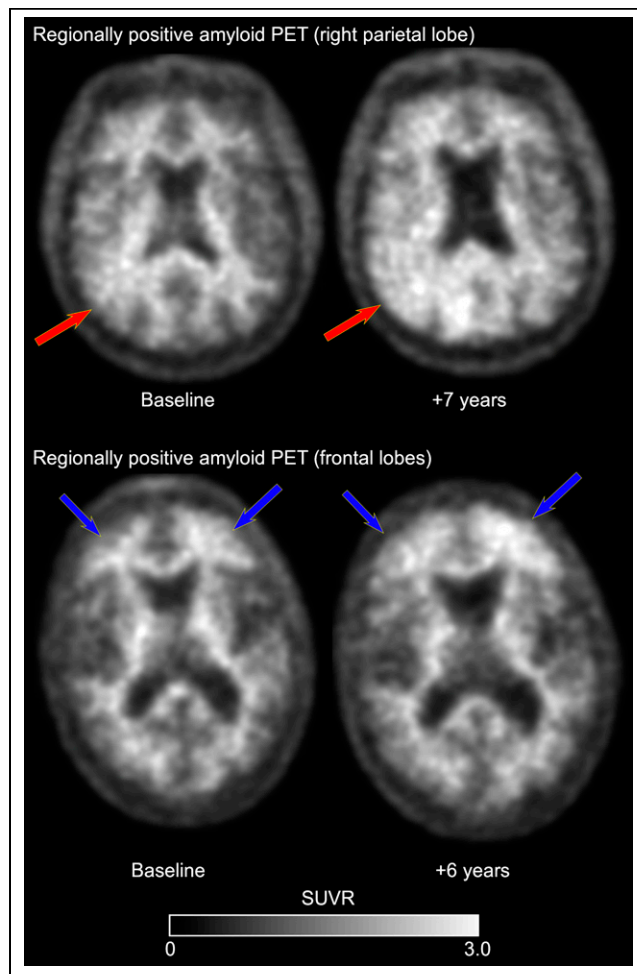 Regionally positive amyloid PET (right parietal lobe)
Baseline
+7 years
Regionally positive amyloid PET (frontal lobes)
Baseline
+6 years
SUVR
0
3.0